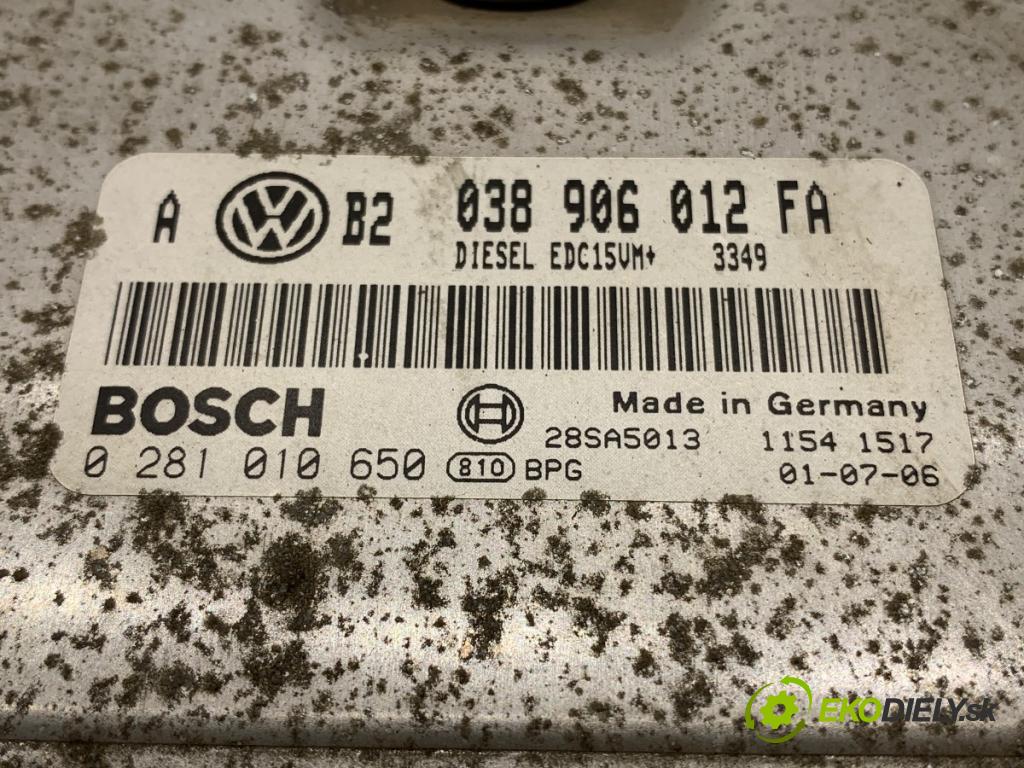 A VW B2 038 906 012 FA
DIESEL EDC15VM+ 3349
BOSCH
Made in Germany
28SA5013 1154 1517
0 281 010 650 810 BPG 01-07-06
EKODIELY.sk